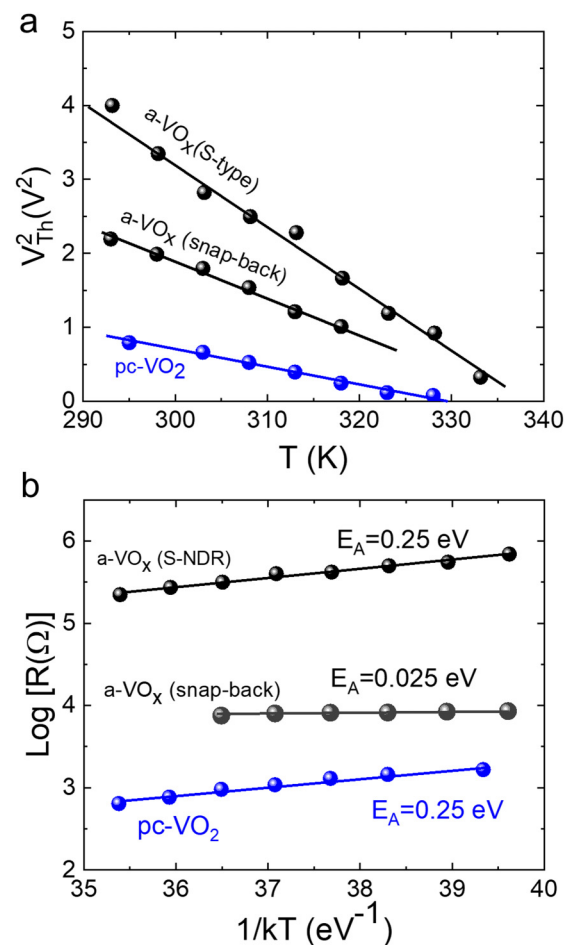 a
V²Th(V²)
5
4
3
2
1
0
a-VOx(S-type)
a-VOx (snap-back)
pc-VO2
290 300 310 320 330 340
T (K)
b
Log [R(Ω)]
6
5
4
3
2
a-VOx (S-NDR)
EA=0.25 eV
a-VOx (snap-back)
EA=0.025 eV
pc-VO2
EA=0.25 eV
35 36 37 38 39 40
1/kT (eV⁻¹)